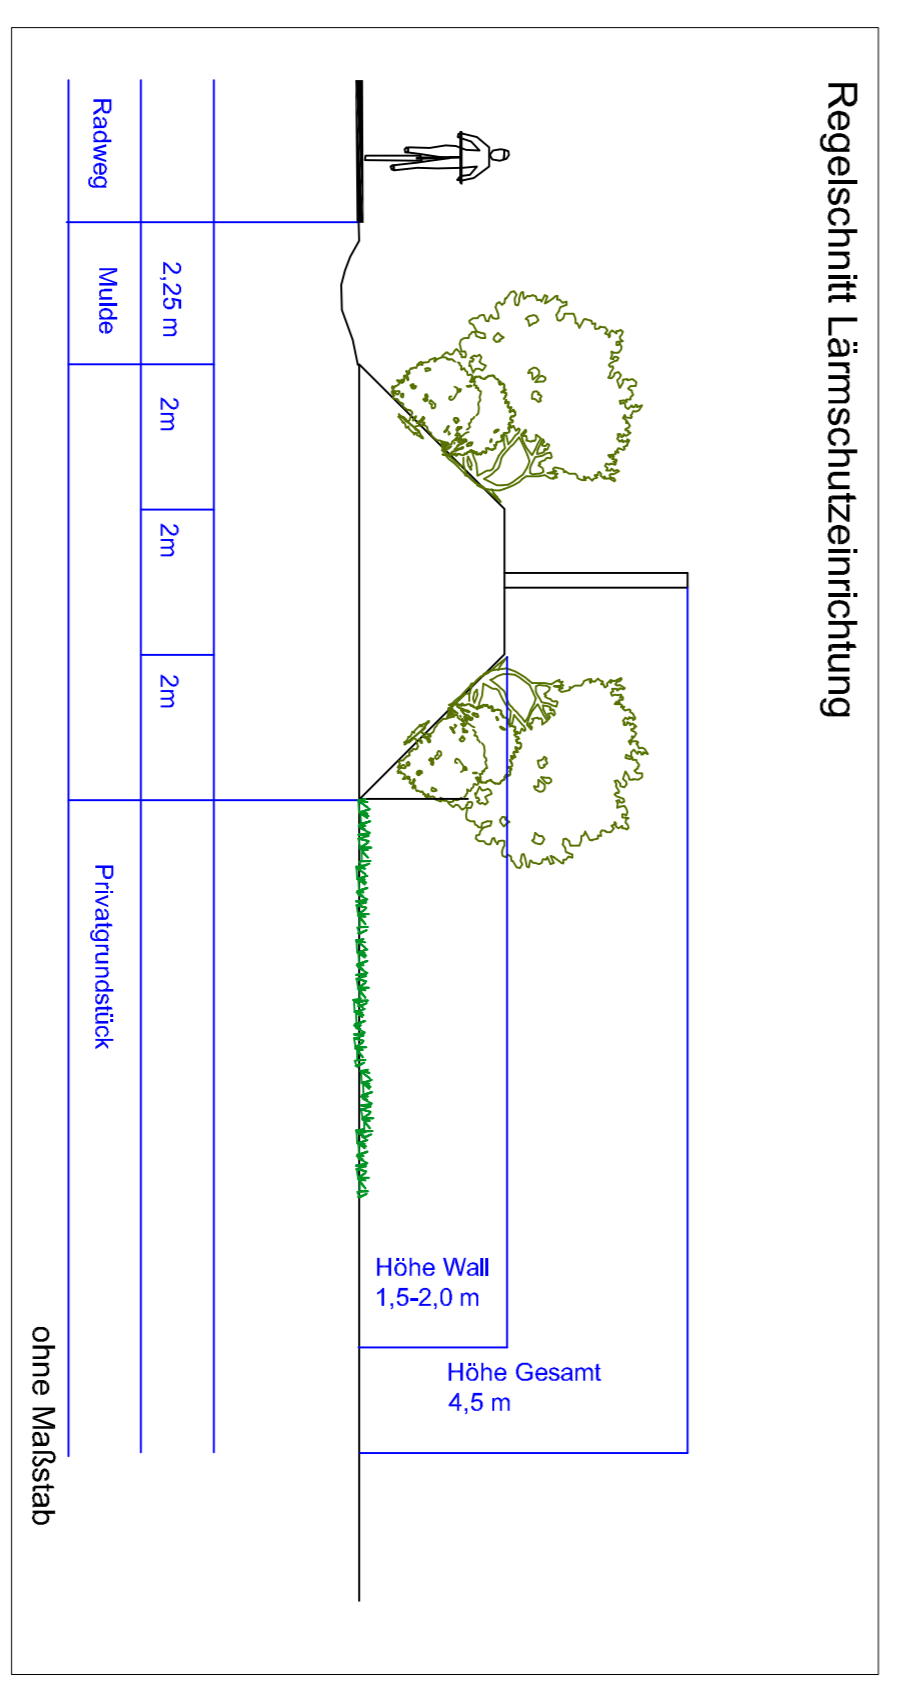 Regelschnitt Lärmschutzeinrichtung
Höhe Gesamt
4,5 m
Höhe Wall
1,5-2,0 m
2,25 m
2m
2m
2m
Radweg
Mulde
Privatgrundstück
ohne Maßstab